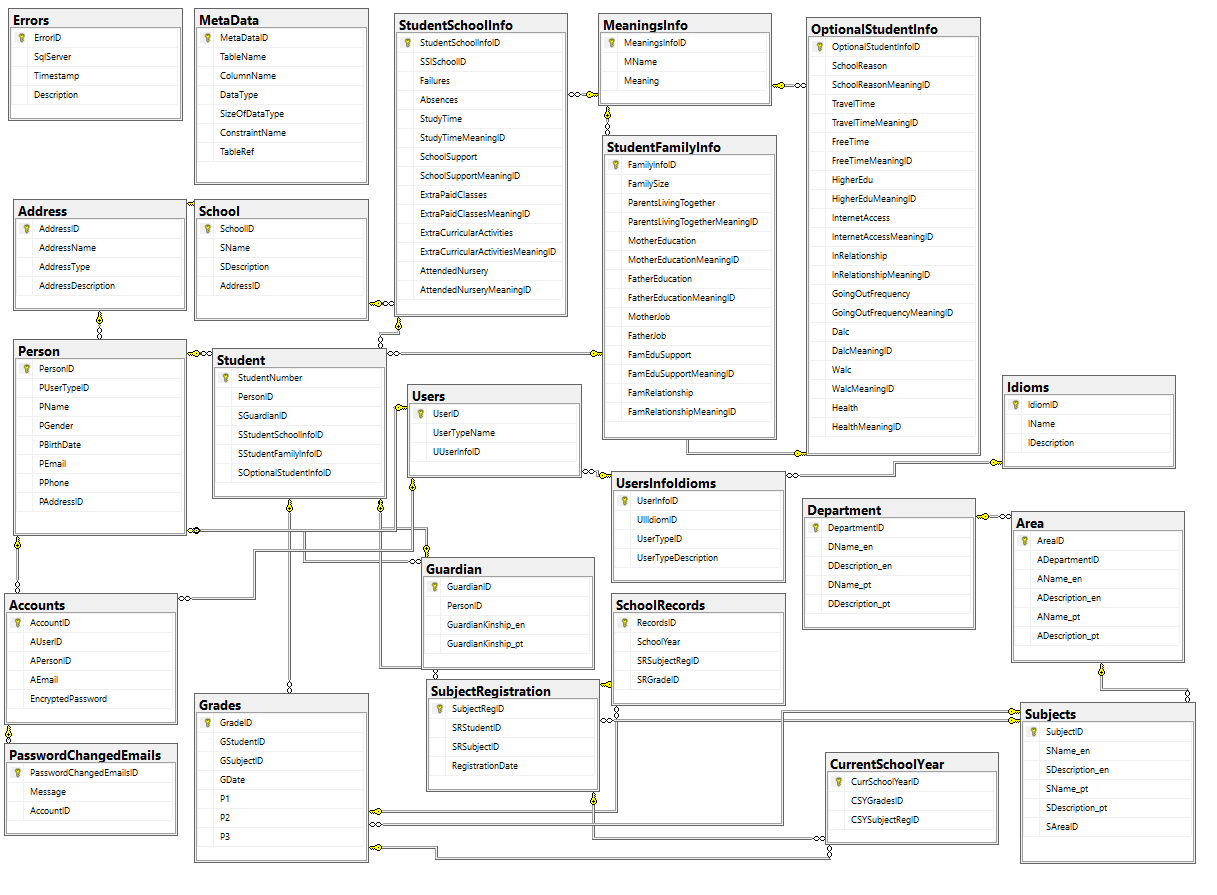 Errors
ErrorID
SqlServer
Timestamp
Description
MetaData
MetaDataID
TableName
ColumnName
DataType
SizeOfDataType
ConstraintName
TableRef
StudentSchoolInfo
StudentSchoolInfoID
SSISchoolID
Failures
Absences
StudyTime
StudyTimeMeaningID
SchoolSupport
SchoolSupportMeaningID
ExtraPaidClasses
ExtraPaidClassesMeaningID
ExtraCurricularActivities
ExtraCurricularActivitiesMeaningID
AttendedNursery
AttendedNurseryMeaningID
MeaningsInfo
MeaningsInfoID
MName
Meaning
OptionalStudentInfo
OptionalStudentInfoID
SchoolReason
SchoolReasonMeaningID
TravelTime
TravelTimeMeaningID
FreeTime
FreeTimeMeaningID
HigherEdu
HigherEduMeaningID
InternetAccess
InternetAccessMeaningID
InRelationship
InRelationshipMeaningID
GoingOutFrequency
GoingOutFrequencyMeaningID
Dalc
DalcMeaningID
Walc
WalcMeaningID
Health
HealthMeaningID
StudentFamilyInfo
FamilyInfoID
FamilySize
ParentsLivingTogether
ParentsLivingTogetherMeaningID
MotherEducation
MotherEducationMeaningID
FatherEducation
FatherEducationMeaningID
MotherJob
FatherJob
FamEduSupport
FamEduSupportMeaningID
FamRelationship
FamRelationshipMeaningID
Address
AddressID
AddressName
AddressType
AddressDescription
School
SchoolID
SName
SDescription
AddressID
Person
PersonID
PUserTypeID
PName
PGender
PBirthDate
PEmail
PPhone
PAddressID
Student
StudentNumber
PersonID
SGuardianID
SStudentSchoolInfoID
SStudentFamilyInfoID
SOptionalStudentInfoID
Users
UserID
UserTypeName
UUserInfoID
Idioms
IdiomID
IName
IDescription
UsersInfoIdioms
UserInfoID
UIIdiomID
UserTypeID
UserTypeDescription
Department
DepartmentID
DName_en
DDescription_en
DName_pt
DDescription_pt
Area
AreaID
ADepartmentID
AName_en
ADescription_en
AName_pt
ADescription_pt
Guardian
GuardianID
PersonID
GuardianKinship_en
GuardianKinship_pt
Accounts
AccountID
AUserID
APersonID
AEmail
EncryptedPassword
SchoolRecords
RecordsID
SchoolYear
SRSubjectRegID
SRGradeID
SubjectRegistration
SubjectRegID
SRStudentID
SRSubjectID
RegistrationDate
Grades
GradeID
GStudentID
GSubjectID
GDate
P1
P2
P3
Subjects
SubjectID
SName_en
SDescription_en
SName_pt
SDescription_pt
SAreaID
PasswordChangedEmails
PasswordChangedEmailsID
Message
AccountID
CurrentSchoolYear
CurrSchoolYearID
CSYGradesID
CSYSubjectRegID